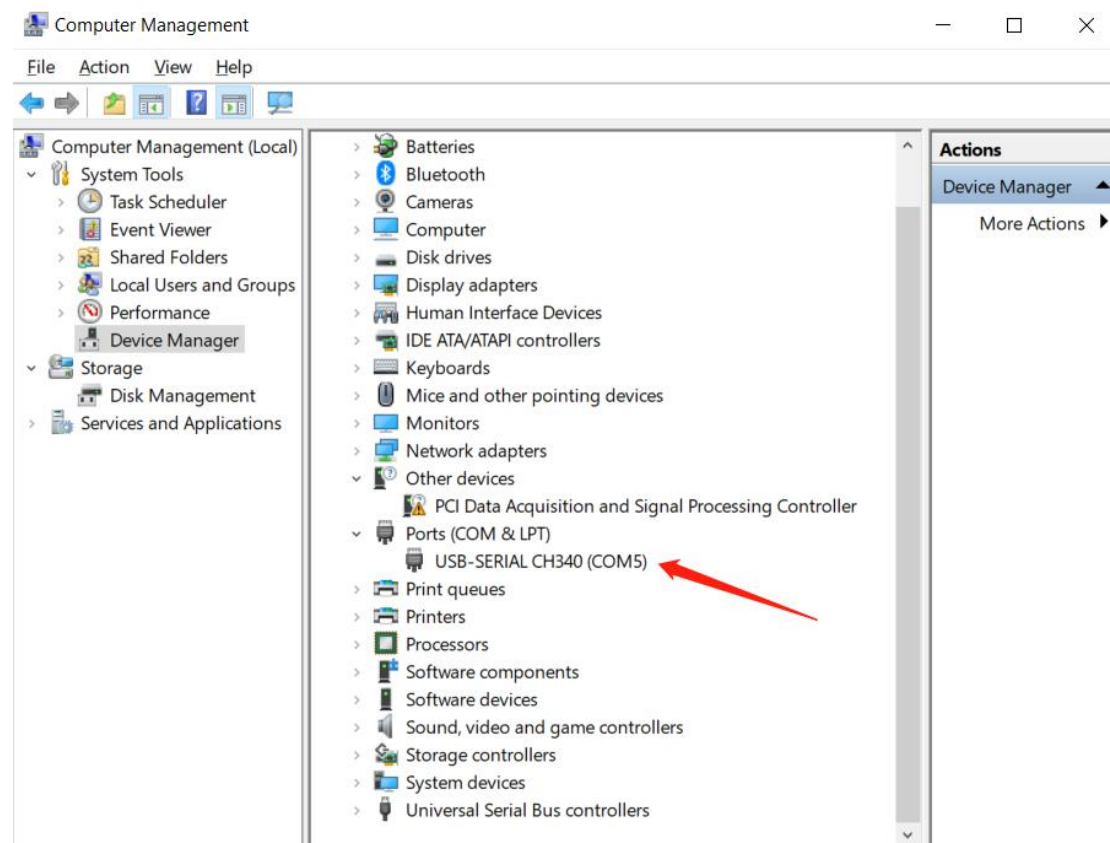 Computer Management
File Action View Help
Computer Management (Local)
System Tools
Task Scheduler
Event Viewer
Shared Folders
Local Users and Groups
Performance
Device Manager
Storage
Disk Management
Services and Applications
Batteries
Bluetooth
Cameras
Computer
Disk drives
Display adapters
Human Interface Devices
IDE ATA/ATAPI controllers
Keyboards
Mice and other pointing devices
Monitors
Network adapters
Other devices
PCI Data Acquisition and Signal Processing Controller
Ports (COM & LPT)
USB-SERIAL CH340 (COM5)
Print queues
Printers
Processors
Software components
Software devices
Sound, video and game controllers
Storage controllers
System devices
Universal Serial Bus controllers
Actions
Device Manager
More Actions